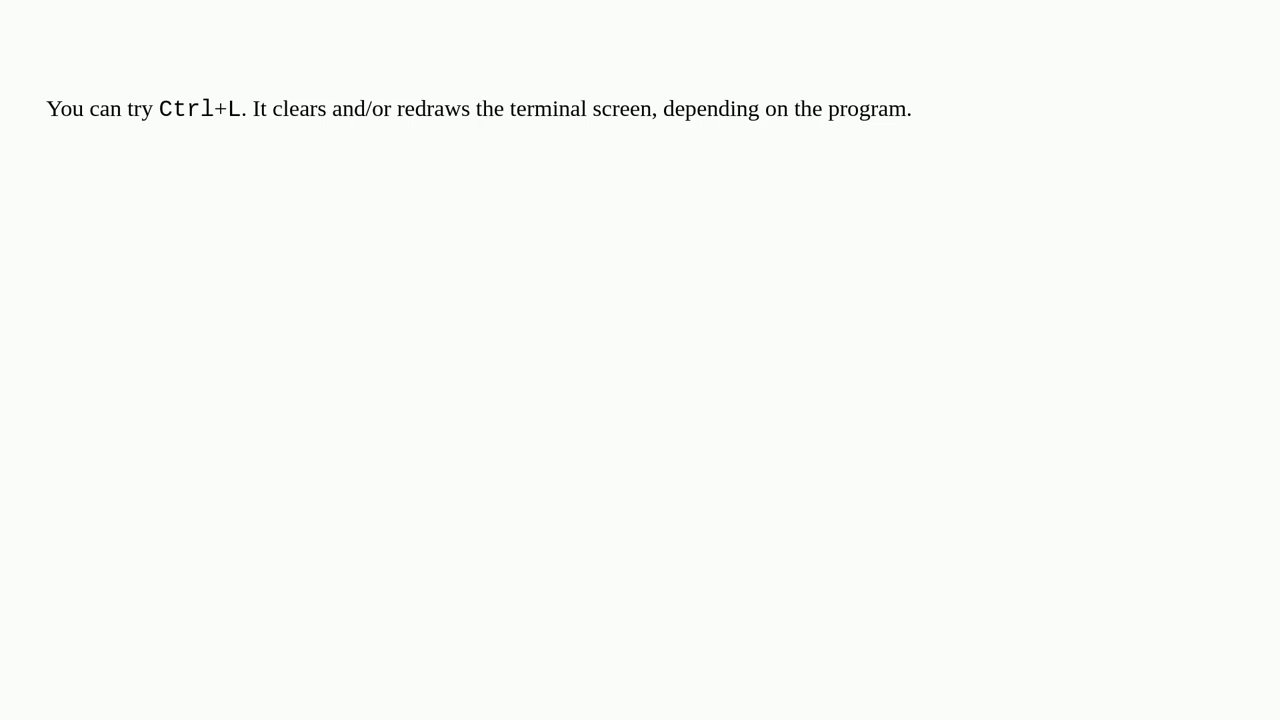 You can try Ctrl+L. It clears and/or redraws the terminal screen, depending on the program.